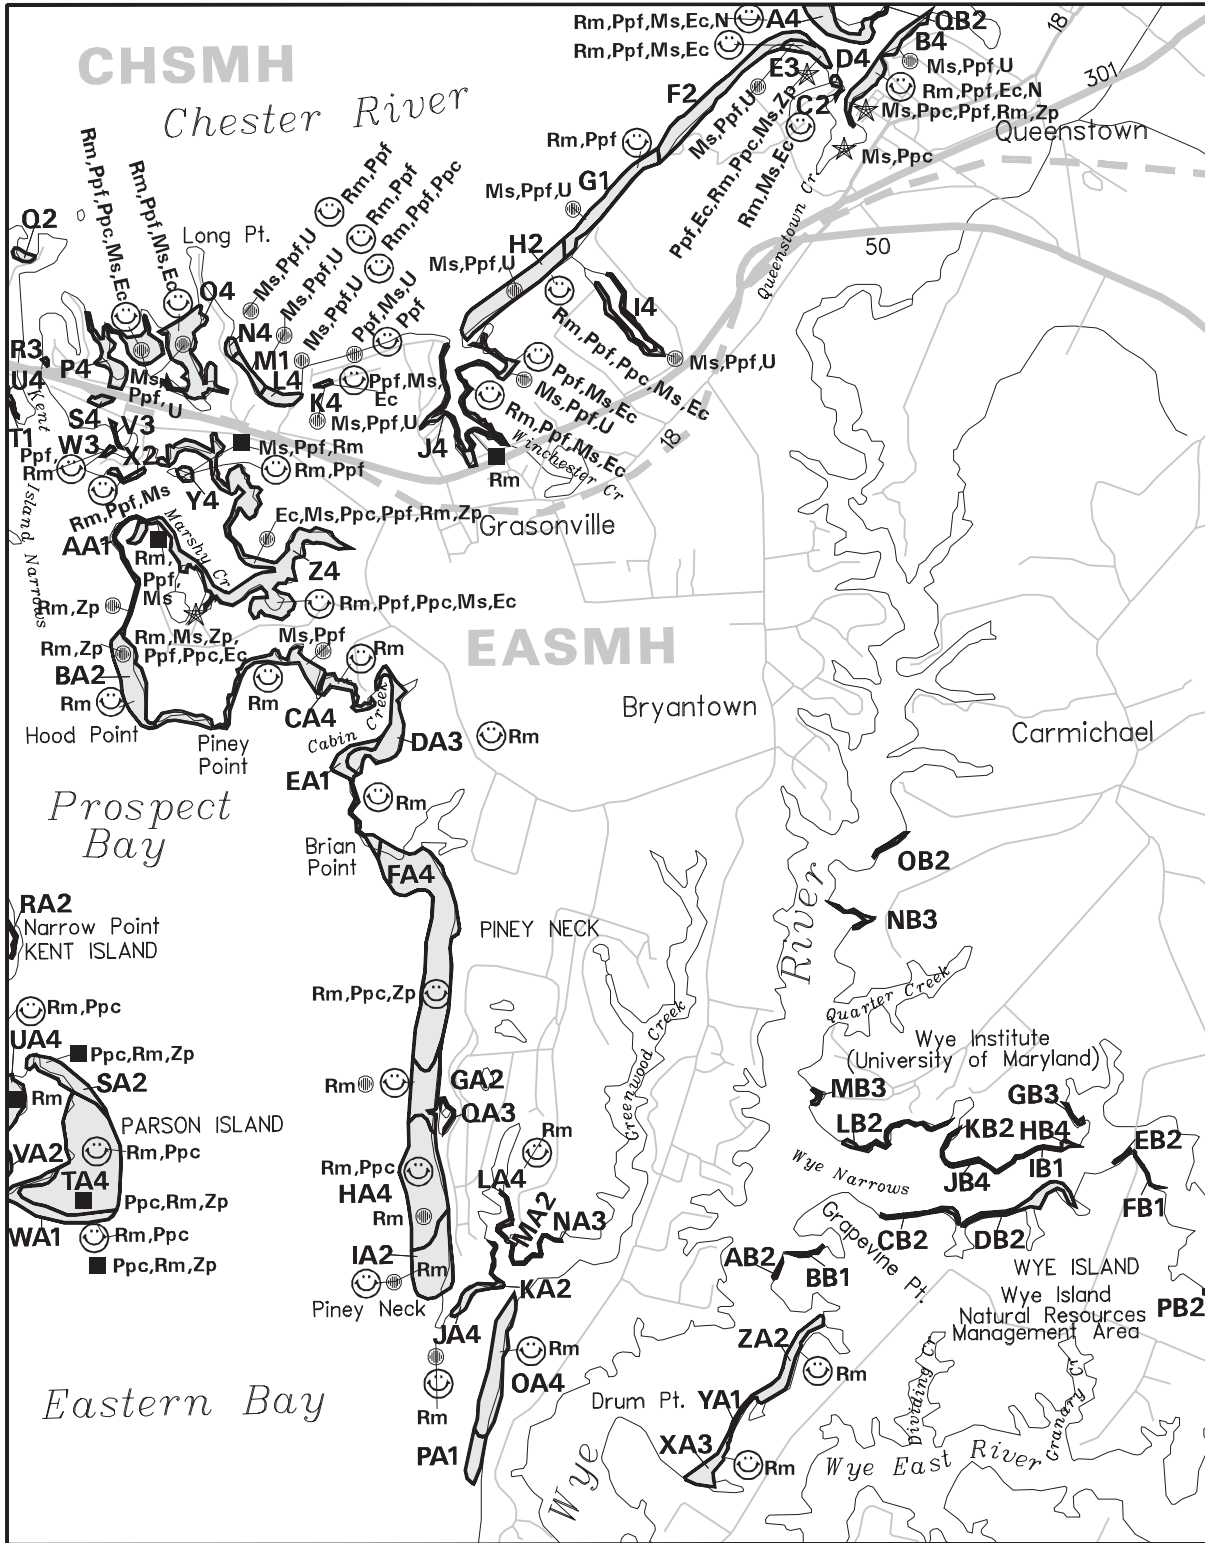 Rm,Ppf,Ms,Ec,N
A4
QB2
18
Rm,Ppf,Ms,Ec
D4
B4
CHSMH
E3
Ms,Ppf,U
301
F2
C2
Rm,Ppf,Ec,N
Chester River
Ms,Ppc,Ppf,Rm,Zp
Queenstown
Ms,Ppf,U
Ppf,Ec,Rm,Ppc,Ms,Zp
Rm,Ms,Ec
Ms,Ppc
Rm,Ppf
Rm,Ppf,Ppc,Ms,Ec
Rm,Ppf,Ms,Ec
Ms,Ppf,U
Rm,Ppf
Ms,Ppf,U
Rm,Ppf
Ms,Ppf,U
Rm,Ppf,Ppc
G1
Ms,Ppf,U
Queenstown Cr
Q2
Long Pt.
H2
50
Ms,Ppf,U
O4
I4
N4
Ppf,Ms,U
Ppf
Rm,Ppf,Ppc,Ms,Ec
R3
P4
M1
Ms,Ppf,U
U4
Ms,
Ppf,U
L4
Ppf,Ms,
Ec
Ppf,Ms,Ec
Ms,Ppf,U
Kent
K4
S4
V3
Ms,Ppf,U
Rm,Ppf,Ms,Ec
T1
W3
X2
J4
18
Ppf,
Rm
Ms,Ppf,Rm
Winchester Cr
Rm,Ppf
Rm
Y4
Rm,Ppf,Ms
Island Narrows
Ec,Ms,Ppc,Ppf,Rm,Zp
Grasonville
AA1
Marshy Cr
Rm,
Ppf,
Ms
Z4
Rm,Zp
Rm,Ppf,Ppc,Ms,Ec
Rm,Ms,Zp,
Ppf,Ppc,Ec
Ms,Ppf
EASMH
Rm,Zp
Rm
BA2
Rm
Rm
CA4
Bryantown
Hood Point
Piney
Point
Cabin Creek
DA3
Rm
Carmichael
EA1
Rm
Prospect
Bay
Brian
Point
OB2
FA4
RA2
Narrow Point
KENT ISLAND
PINEY NECK
NB3
River
Rm,Ppc,Zp
Quarter Creek
Rm,Ppc
Greenwood Creek
UA4
Wye Institute
(University of Maryland)
Ppc,Rm,Zp
SA2
Rm
GA2
MB3
GB3
Rm
QA3
PARSON ISLAND
Rm
LB2
KB2
HB4
EB2
VA2
Rm,Ppc
Rm,Ppc
Wye Narrows
IB1
TA4
HA4
LA4
JB4
Ppc,Rm,Zp
Rm
MA2
NA3
FB1
WA1
Rm,Ppc
Grapevine Pt.
CB2
DB2
IA2
Rm
AB2
BB1
WYE ISLAND
Ppc,Rm,Zp
KA2
Wye Island
Natural Resources
Management Area
PB2
Piney Neck
JA4
ZA2
Rm
Rm
OA4
Dividing Cr
Granary Cr
Eastern Bay
Rm
Drum Pt.
YA1
PA1
XA3
Rm
Wye East River
Wye